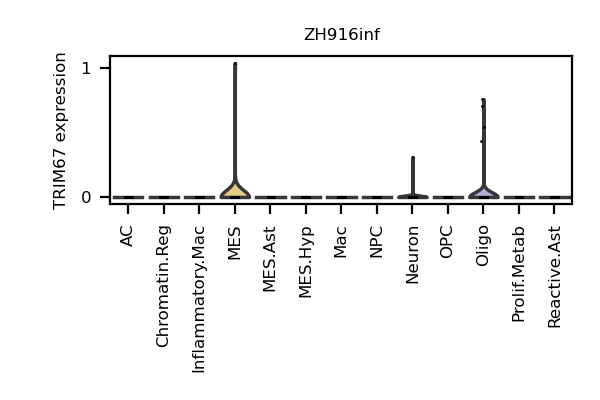 ZH916inf
TRIM67 expression
1
0
AC
Chromatin.Reg
Inflammatory.Mac
MES
MES.Ast
MES.Hyp
Mac
NPC
Neuron
OPC
Oligo
Prolif.Metab
Reactive.Ast